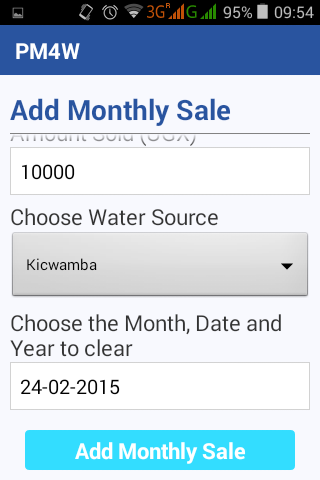 3G R G 95% 09:54
PM4W
Add Monthly Sale
Amount Sold (UGX)
10000
Choose Water Source
Kicwamba
Choose the Month, Date and
Year to clear
24-02-2015
Add Monthly Sale